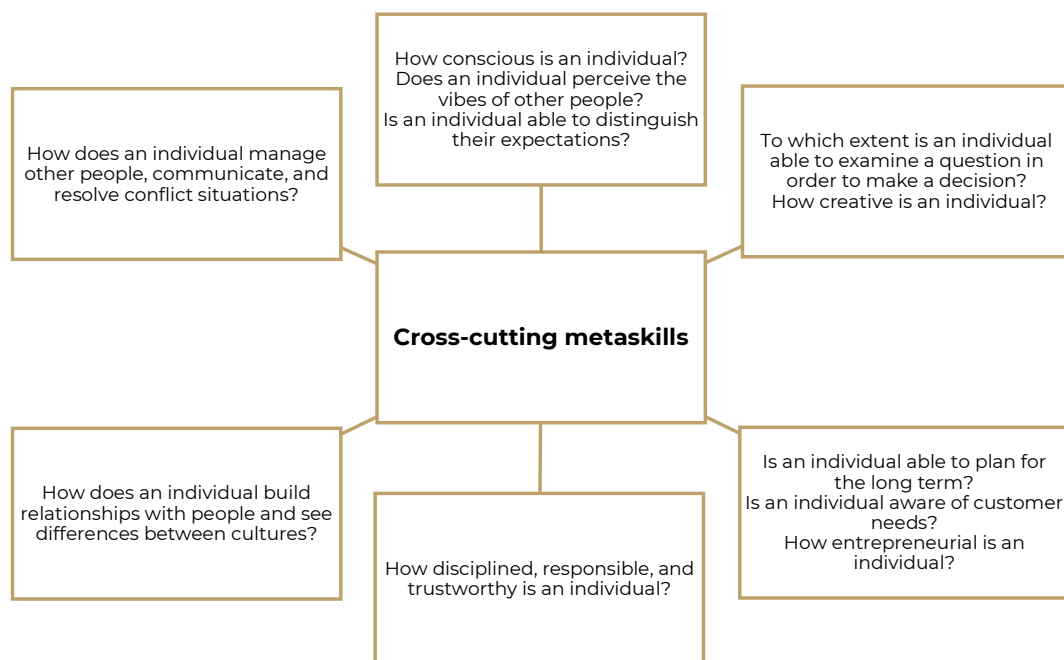 How conscious is an individual?
Does an individual perceive the
vibes of other people?
Is an individual able to distinguish
their expectations?
How does an individual manage
other people, communicate, and
resolve conflict situations?
To which extent is an individual
able to examine a question in
order to make a decision?
How creative is an individual?
Cross-cutting metaskills
How does an individual build
relationships with people and see
differences between cultures?
How disciplined, responsible, and
trustworthy is an individual?
Is an individual able to plan for
the long term?
Is an individual aware of customer
needs?
How entrepreneurial is an
individual?